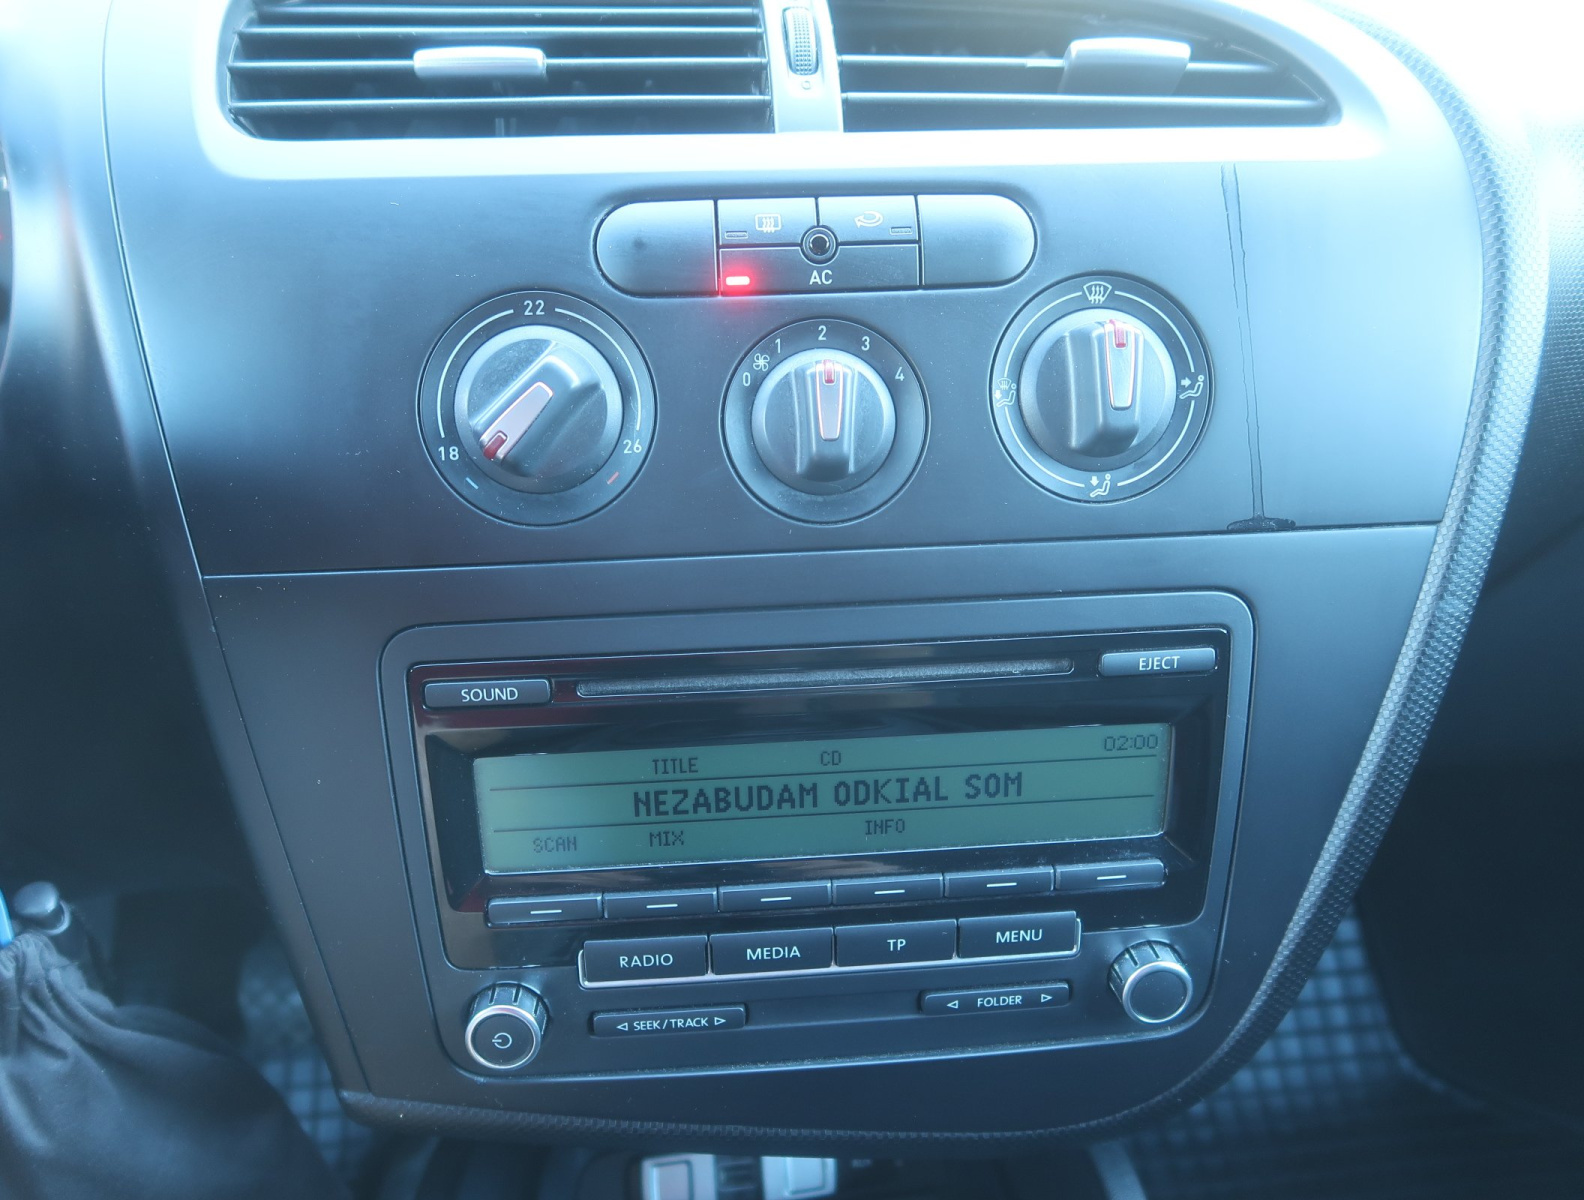 AC
22
18
26
0
1
2
3
4
SOUND
EJECT
TITLE CD 02:00
NEZABUDAM ODKIAL SOM
SCAN MIX INFO
RADIO MEDIA TP MENU
SEEK/TRACK
FOLDER